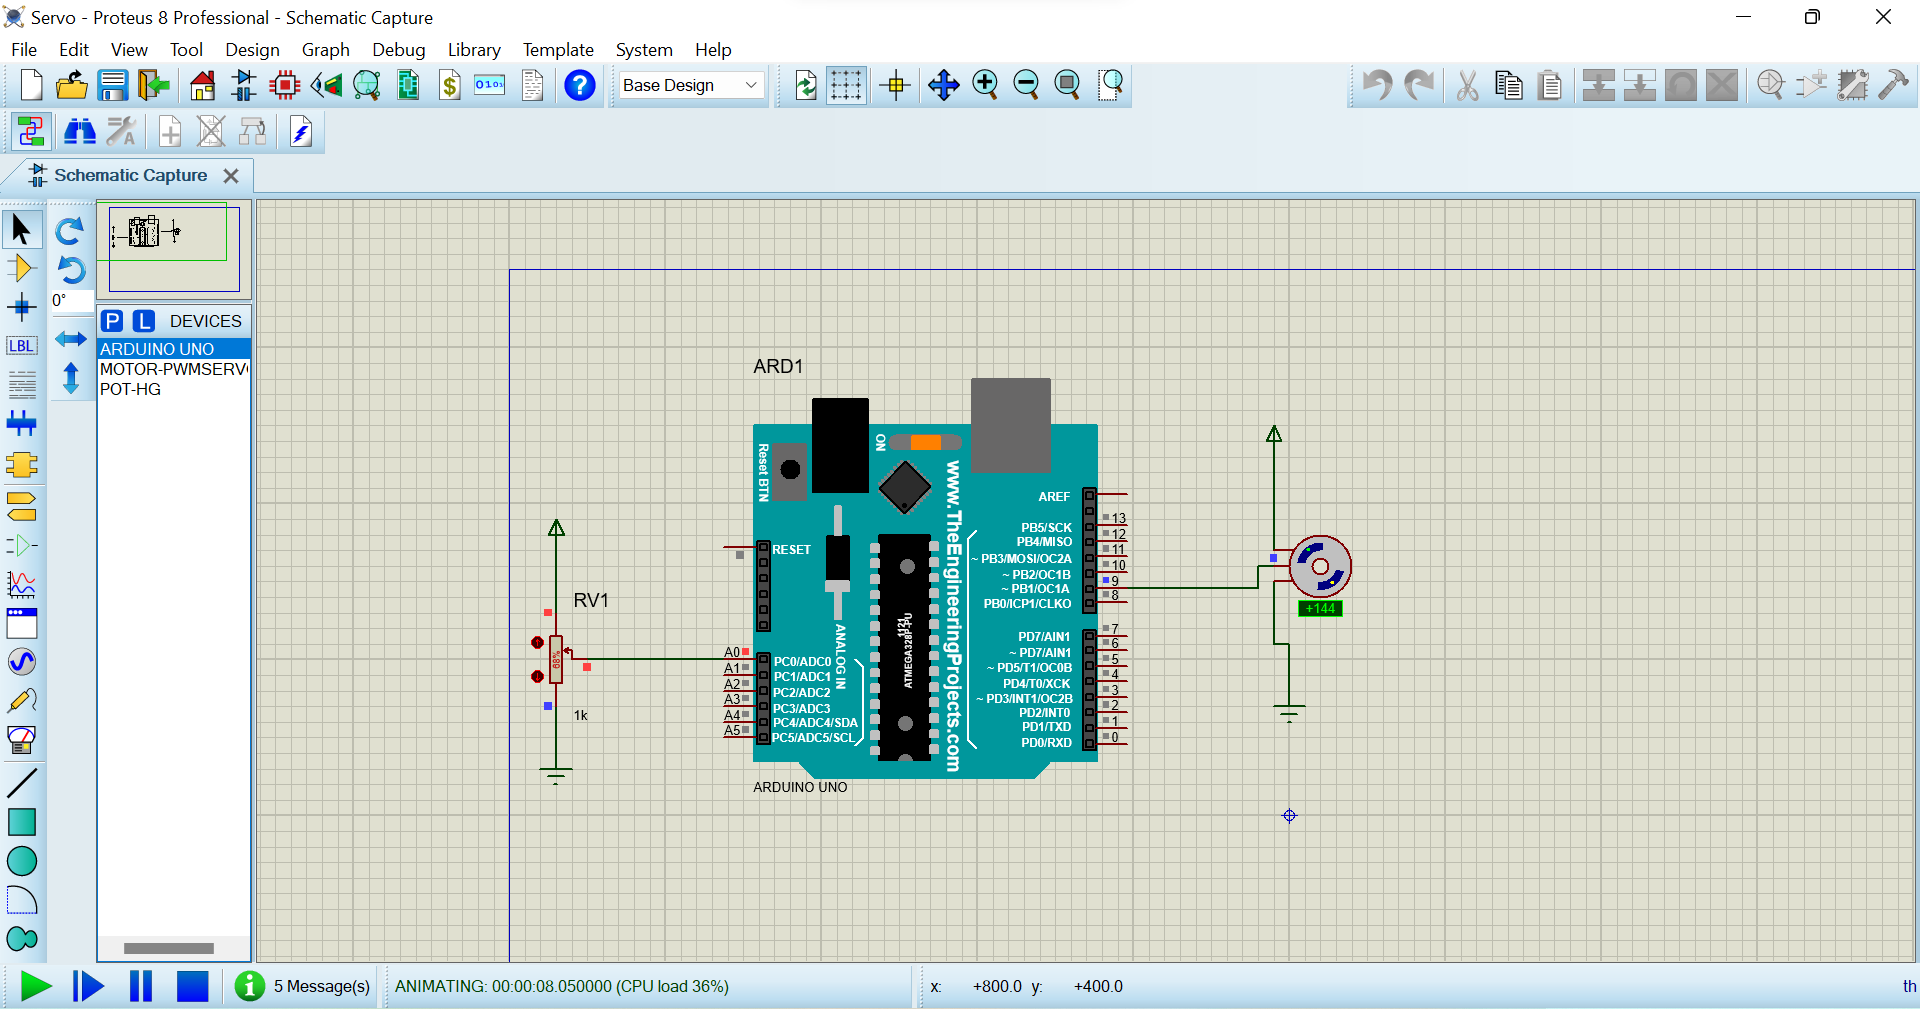 Servo - Proteus 8 Professional - Schematic Capture
File Edit View Tool Design Graph Debug Library Template System Help
Base Design
Schematic Capture
0°
P L DEVICES
LBL
ARDUINO UNO
MOTOR-PWMSERV
POT-HG
ARD1
Reset BTN
ON
www.TheEngineeringProjects.com
AREF
PB5/SCK 13
PB4/MISO 12
~ PB3/MOSI/OC2A 11
~ PB2/OC1B 10
~ PB1/OC1A 9
PB0/ICP1/CLKO 8
RESET
RV1
68%
1k
ANALOG IN
ATMEGA328P-PU
1121
A0 PC0/ADC0
A1 PC1/ADC1
A2 PC2/ADC2
A3 PC3/ADC3
A4 PC4/ADC4/SDA
A5 PC5/ADC5/SCL
PD7/AIN1 7
~ PD7/AIN1 6
~ PD5/T1/OC0B 5
PD4/T0/XCK 4
~ PD3/INT1/OC2B 3
PD2/INT0 2
PD1/TXD 1
PD0/RXD 0
+144
ARDUINO UNO
5 Message(s)
ANIMATING: 00:00:08.050000 (CPU load 36%)
x: +800.0 y: +400.0
th